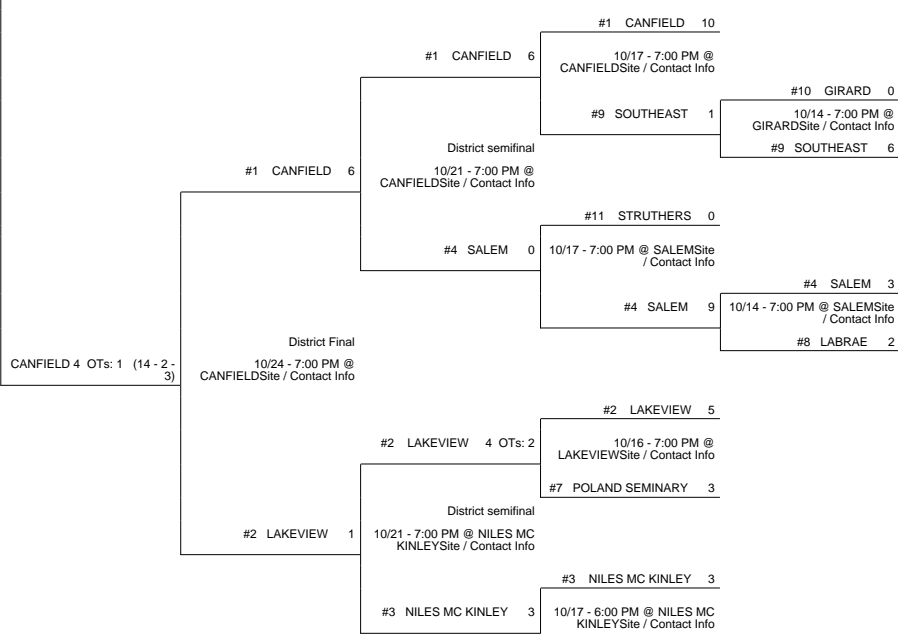 #1 CANFIELD 10
#1 CANFIELD 6
10/17 - 7:00 PM @
CANFIELDSite / Contact Info
#10 GIRARD 0
#9 SOUTHEAST 1
10/14 - 7:00 PM @
GIRARDSite / Contact Info
District semifinal
#9 SOUTHEAST 6
#1 CANFIELD 6
10/21 - 7:00 PM @
CANFIELDSite / Contact Info
#11 STRUTHERS 0
#4 SALEM 0
10/17 - 7:00 PM @ SALEMSite
/ Contact Info
#4 SALEM 3
#4 SALEM 9
10/14 - 7:00 PM @ SALEMSite
/ Contact Info
District Final
#8 LABRAE 2
CANFIELD 4 OTs: 1 (14 - 2 -
3)
10/24 - 7:00 PM @
CANFIELDSite / Contact Info
#2 LAKEVIEW 5
#2 LAKEVIEW 4 OTs: 2
10/16 - 7:00 PM @
LAKEVIEWSite / Contact Info
#7 POLAND SEMINARY 3
District semifinal
#2 LAKEVIEW 1
10/21 - 7:00 PM @ NILES MC
KINLEYSite / Contact Info
#3 NILES MC KINLEY 3
#3 NILES MC KINLEY 3
10/17 - 6:00 PM @ NILES MC
KINLEYSite / Contact Info